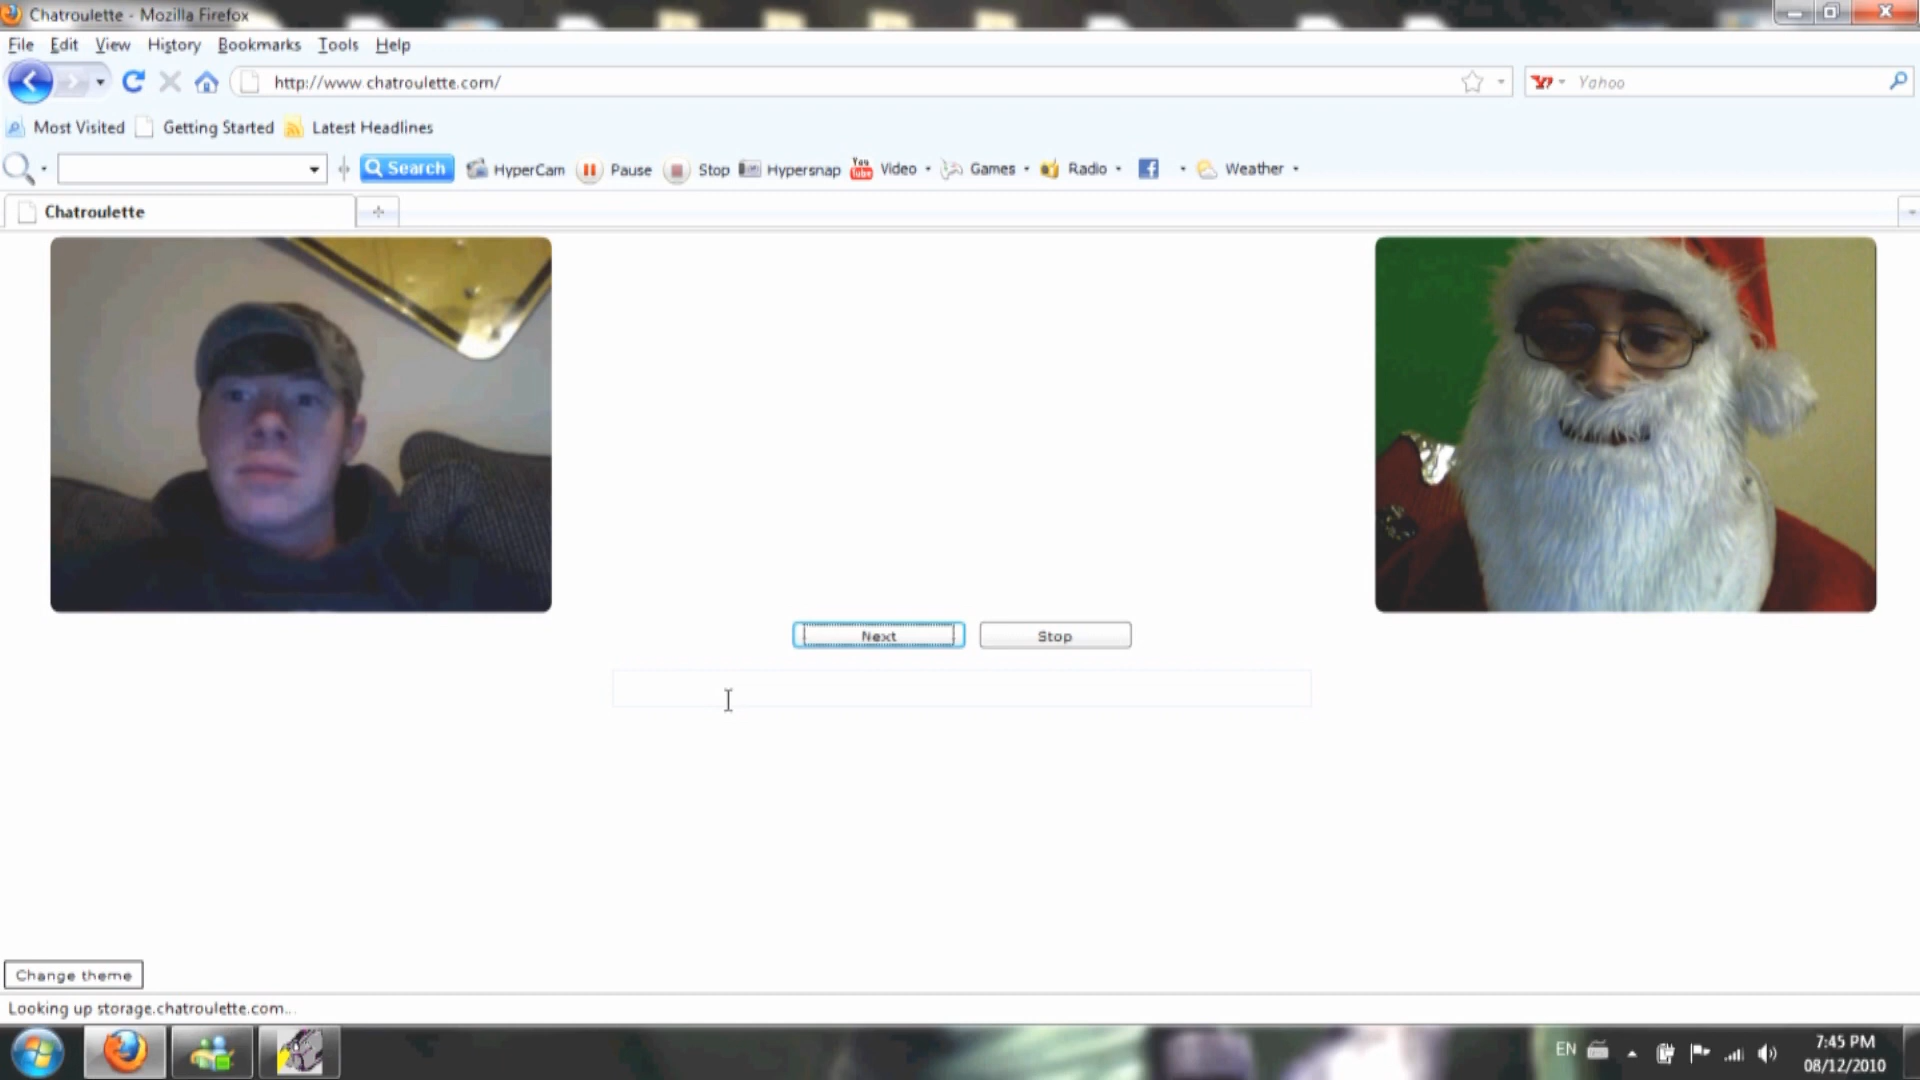 Chatroulette - Mozilla Firefox
File Edit View History Bookmarks Tools Help
http://www chatroulette.com/
Yahoo
Most Visited Getting Started Latest Headlines
Search HyperCam Pause Stop Hypersnap You Tube Video Games Radio f Weather
Chatroulette
Next Stop
Change theme
Looking up storage.chatroulette.com...
EN
7:45 PM
08/12/2010